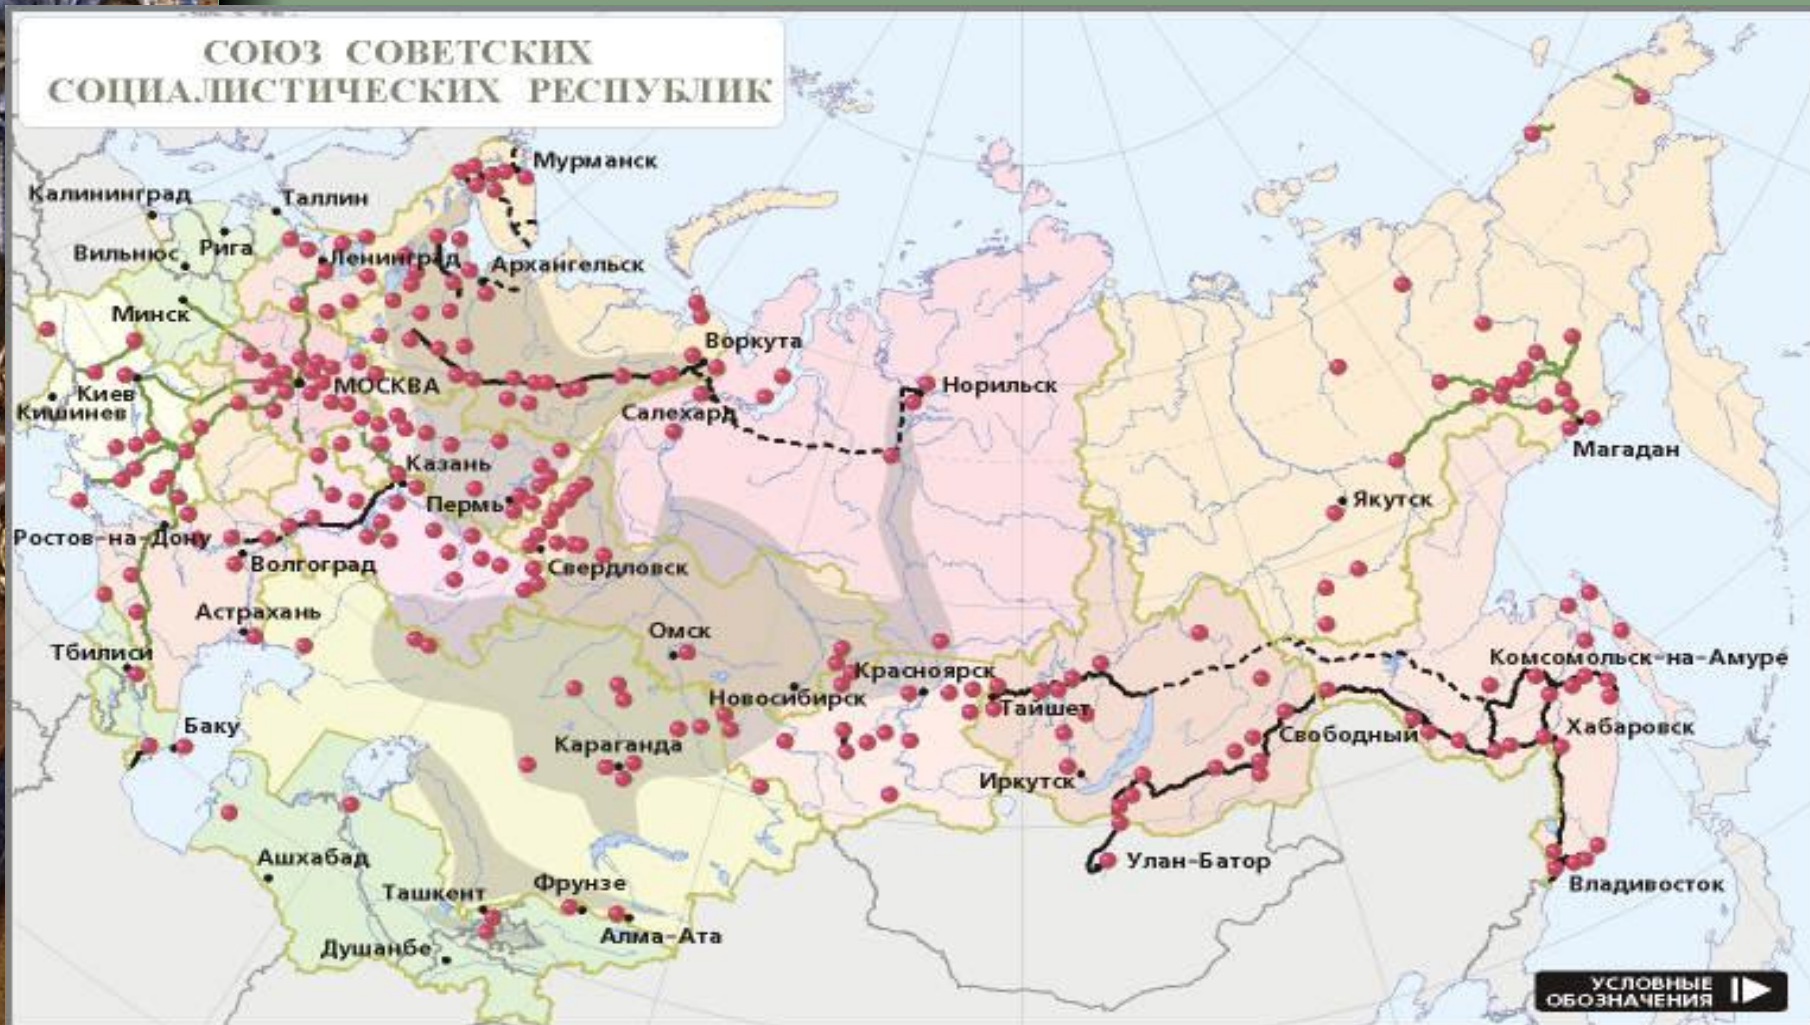 СОЮЗ СОВЕТСКИХ
СОЦИАЛИСТИЧЕСКИХ РЕСПУБЛИК
Мурманск
Калининград
Таллин
Рига
Вильнюс
Ленинград
Архангельск
Минск
Воркута
Киев
МОСКВА
Норильск
Кишинев
Салехард
Магадан
Казань
Пермь
Якутск
Ростов-на-Дону
Волгоград
Свердловск
Астрахань
Омск
Тбилиси
Красноярск
Комсомольск-на-Амуре
Новосибирск
Тайшет
Баку
Хабаровск
Свободный
Караганда
Иркутск
Ашхабад
Улан-Батор
Ташкент
Фрунзе
Владивосток
Алма-Ата
Душанбе
УСЛОВНЫЕ
ОБОЗНАЧЕНИЯ